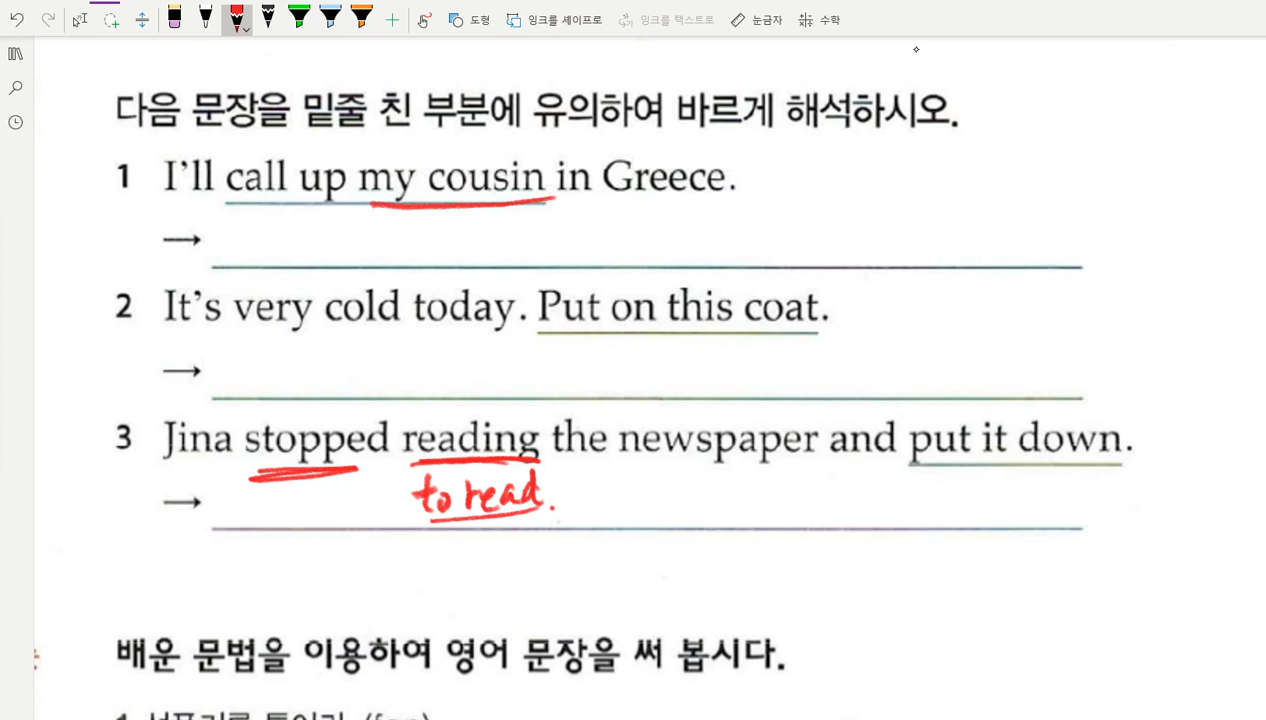 도형 잉크를 셰이프로 잉크를 텍스트로 눈금자 수학
다음 문장을 밑줄 친 부분에 유의하여 바르게 해석하시오.
1 I'll call up my cousin in Greece.
→
2 It's very cold today. Put on this coat.
→
3 Jina stopped reading the newspaper and put it down.
to read.
→
배운 문법을 이용하여 영어 문장을 써 봅시다.